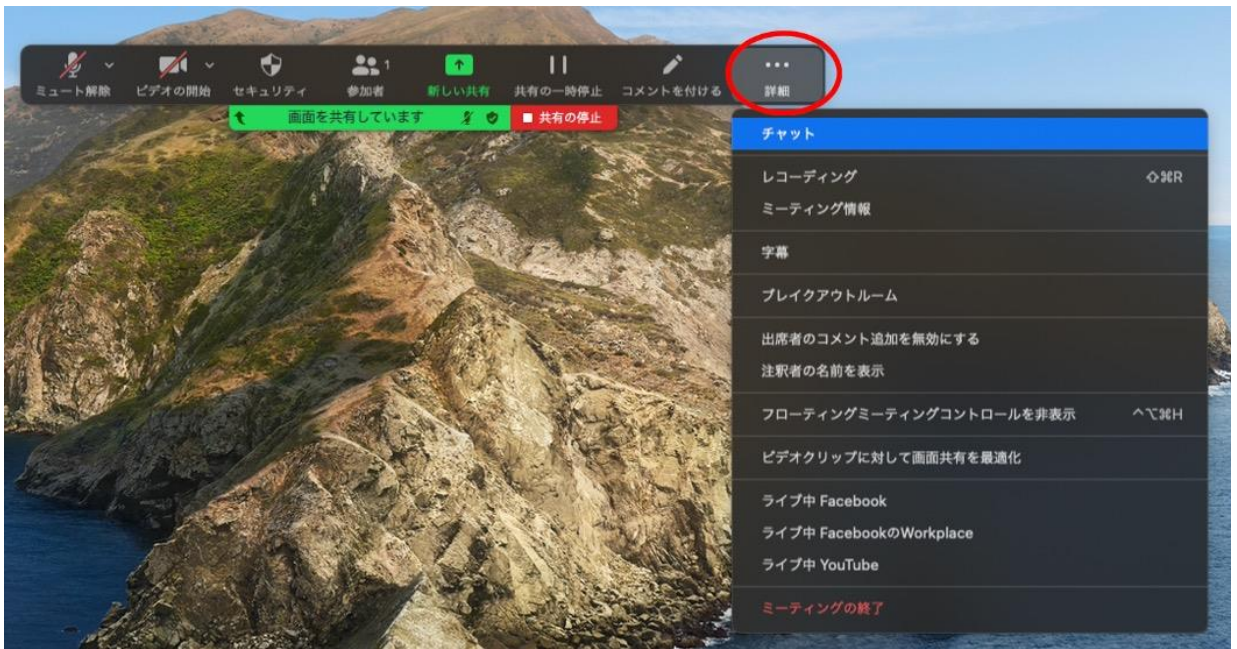 ミュート解除 ビデオの開始 セキュリティ 参加者 1 新しい共有 共有の一時停止 コメントを付ける 詳細
画面を共有しています 共有の停止
チャット
レコーディング ⇧⌘R
ミーティング情報
字幕
ブレイクアウトルーム
出席者のコメント追加を無効にする
注釈者の名前を表示
フローティングミーティングコントロールを非表示 ^⌥⌘H
ビデオクリップに対して画面共有を最適化
ライブ中 Facebook
ライブ中 FacebookのWorkplace
ライブ中 YouTube
ミーティングの終了